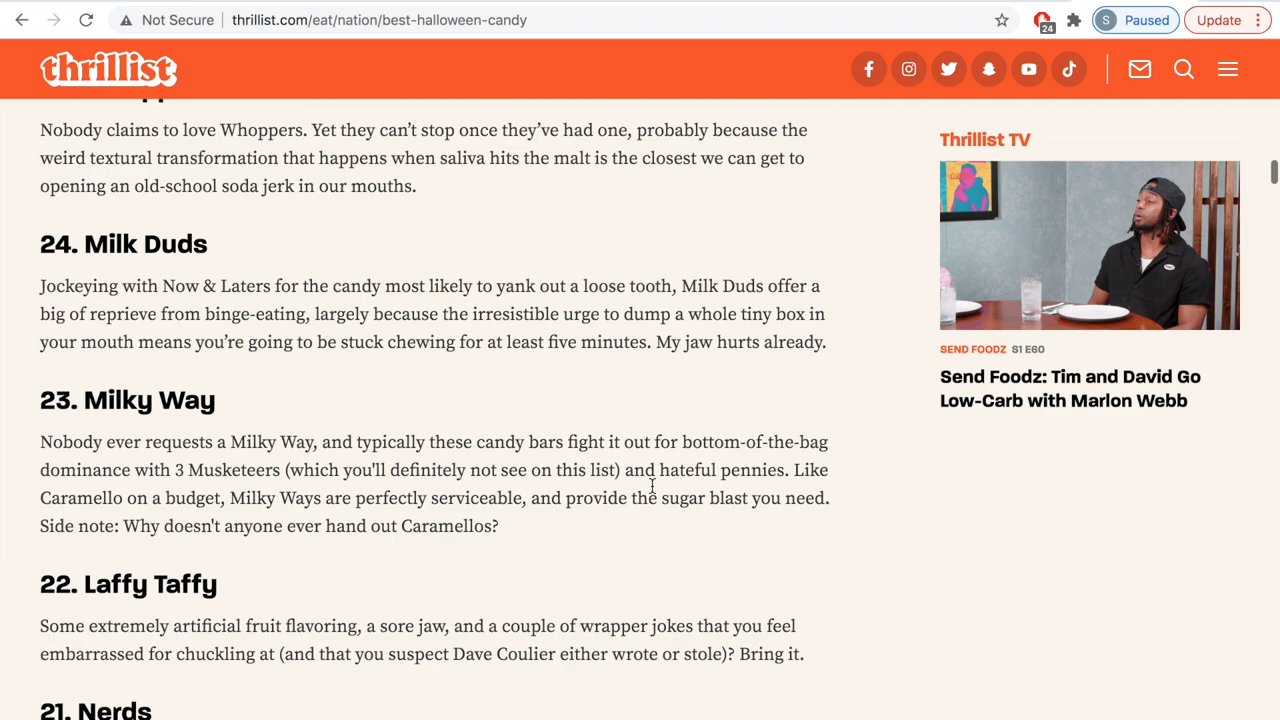 Not Secure thrillist.com/eat/nation/best-halloween-candy 24 S Paused Update
thrillist
Nobody claims to love Whoppers. Yet they can’t stop once they’ve had one, probably because the
weird textural transformation that happens when saliva hits the malt is the closest we can get to
opening an old-school soda jerk in our mouths.
24. Milk Duds
Jockeying with Now & Laters for the candy most likely to yank out a loose tooth, Milk Duds offer a
big of reprieve from binge-eating, largely because the irresistible urge to dump a whole tiny box in
your mouth means you’re going to be stuck chewing for at least five minutes. My jaw hurts already.
23. Milky Way
Nobody ever requests a Milky Way, and typically these candy bars fight it out for bottom-of-the-bag
dominance with 3 Musketeers (which you'll definitely not see on this list) and hateful pennies. Like
Caramello on a budget, Milky Ways are perfectly serviceable, and provide the sugar blast you need.
Side note: Why doesn't anyone ever hand out Caramellos?
22. Laffy Taffy
Some extremely artificial fruit flavoring, a sore jaw, and a couple of wrapper jokes that you feel
embarrassed for chuckling at (and that you suspect Dave Coulier either wrote or stole)? Bring it.
21. Nerds
Thrillist TV
SEND FOODZ S1 E60
Send Foodz: Tim and David Go
Low-Carb with Marlon Webb